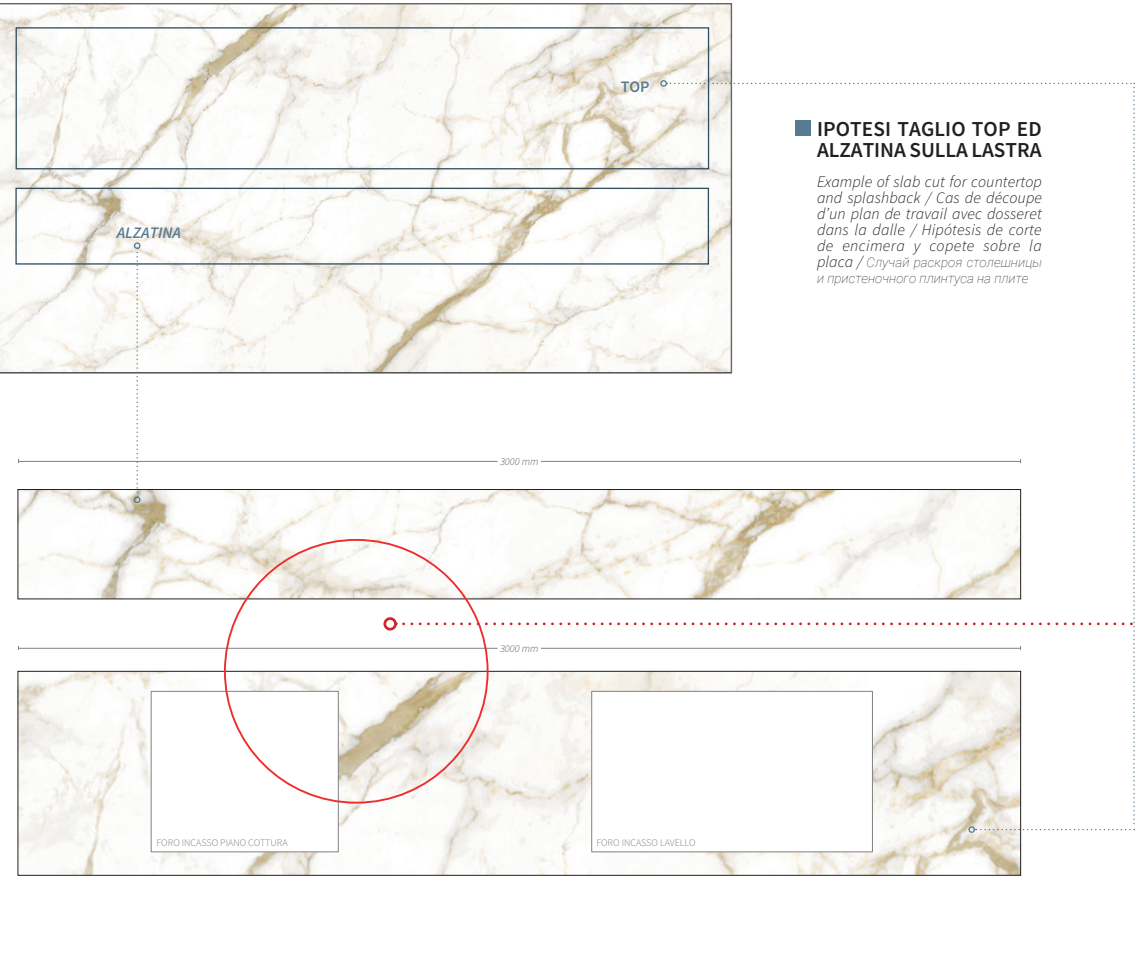 TOP
IPOTESI TAGLIO TOP ED
ALZATINA SULLA LASTRA
Example of slab cut for countertop
and splashback / Cas de découpe
d’un plan de travail avec dosseret
dans la dalle / Hipótesis de corte
de encimera y copete sobre la
placa / Случай раскроя столешницы
и пристеночного плинтуса на плите
ALZATINA
3000 mm
3000 mm
FORO INCASSO PIANO COTTURA
FORO INCASSO LAVELLO